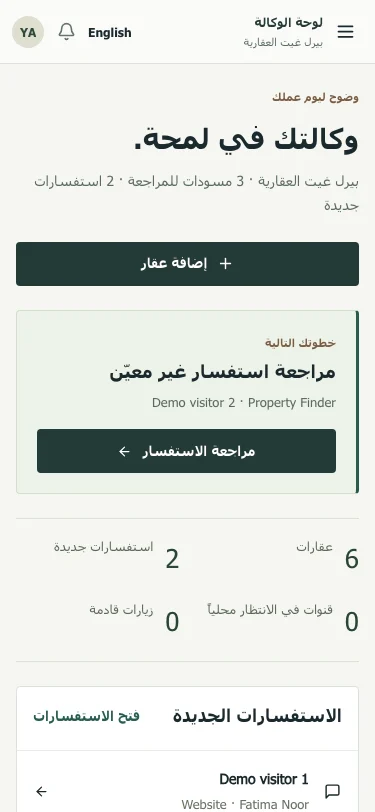 لوحة الوكالة
بيرل غيت العقارية
English
YA
وضوح ليوم عملك
وكالتك في لمحة.
بيرل غيت العقارية · 3 مسودات للمراجعة · 2 استفسارات
جديدة
إضافة عقار
خطوتك التالية
مراجعة استفسار غير معيّن
Demo visitor 2 · Property Finder
مراجعة الاستفسار
6 عقارات
2 استفسارات جديدة
0 قنوات في الانتظار محلياً
0 زيارات قادمة
الاستفسارات الجديدة
فتح الاستفسارات
Demo visitor 1
Website · Fatima Noor